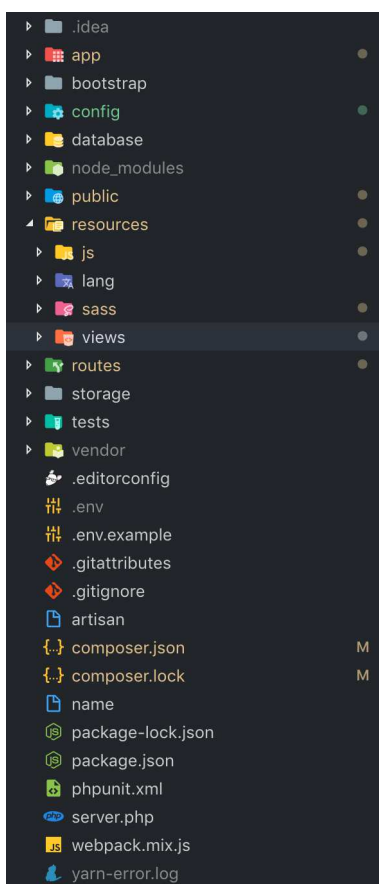 .idea
app
bootstrap
config
database
node_modules
public
resources
js
lang
sass
views
routes
storage
tests
vendor
.editorconfig
.env
.env.example
.gitattributes
.gitignore
artisan
{...} composer.json M
{...} composer.lock M
name
package-lock.json
package.json
phpunit.xml
php server.php
JS webpack.mix.js
yarn-error.log